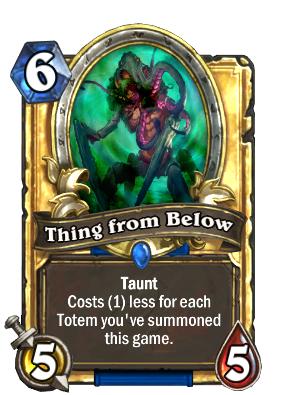 6
Thing from Below
Taunt
Costs (1) less for each
Totem you've summoned
this game.
5 5